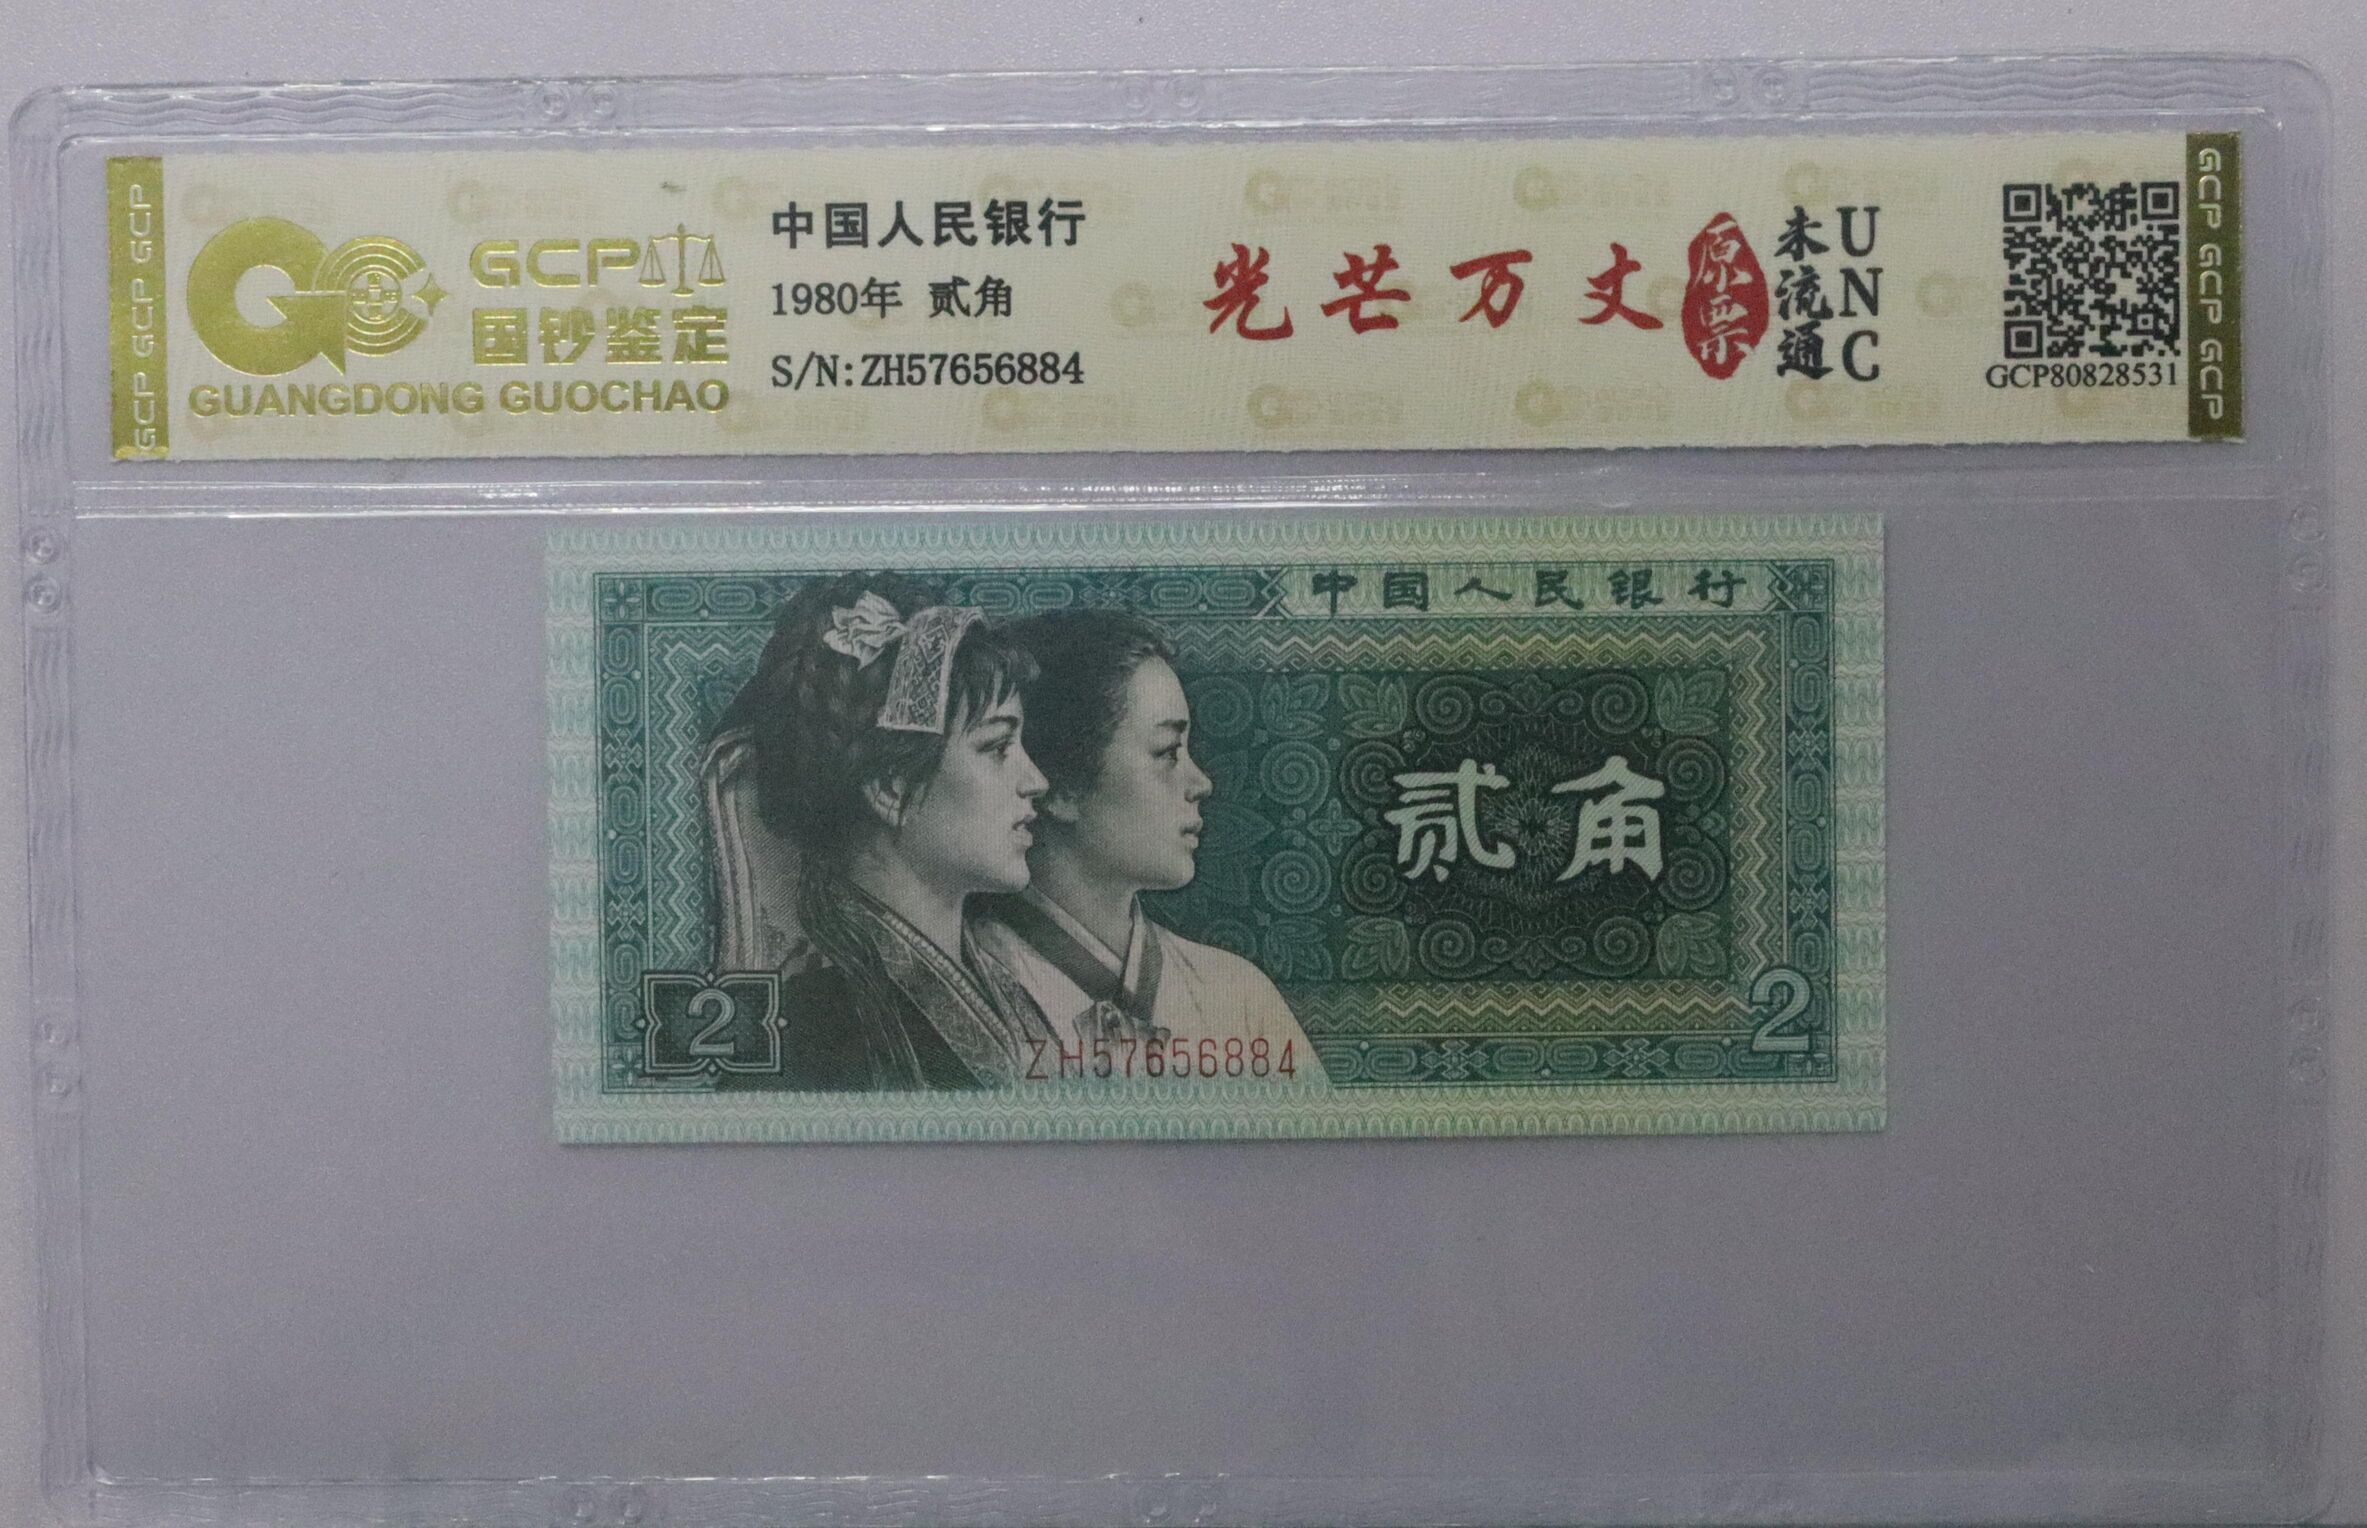 GCP GCP GCP
GCP
国钞鉴定
GUANGDONG GUOCHAO
中国人民银行
1980年 贰角
S/N:ZH57656884
光芒万丈
原票
未流通
UNC
GCP80828531
GCP GCP GCP
中国人民银行
贰角
2
2
ZH57656884